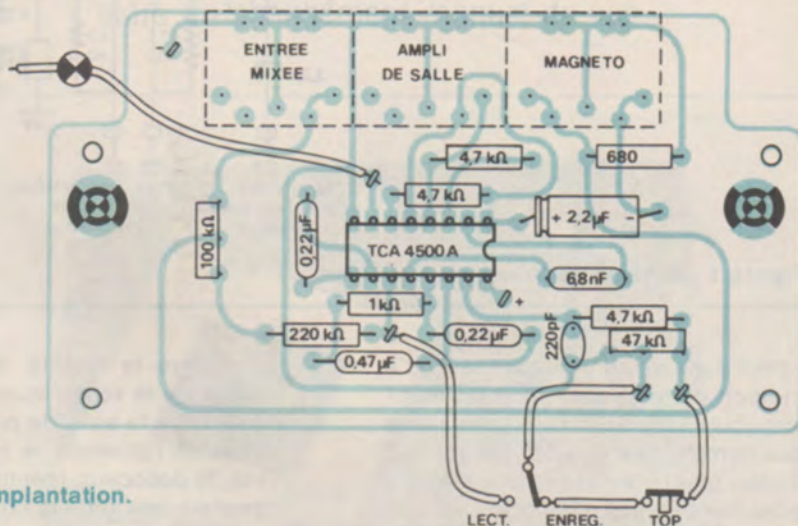 ENTREE
MIXEE
AMPLI
DE SALLE
MAGNETO
-
4,7 kΩ
680
4,7 kΩ
100 kΩ
0,22µF
+ 2,2µF -
TCA 4500 A
6,8nF
1kΩ
+
220 kΩ
0,22µF
220pF
4,7 kΩ
47 kΩ
0,47µF
mplantation.
LECT.
ENREG.
TOP